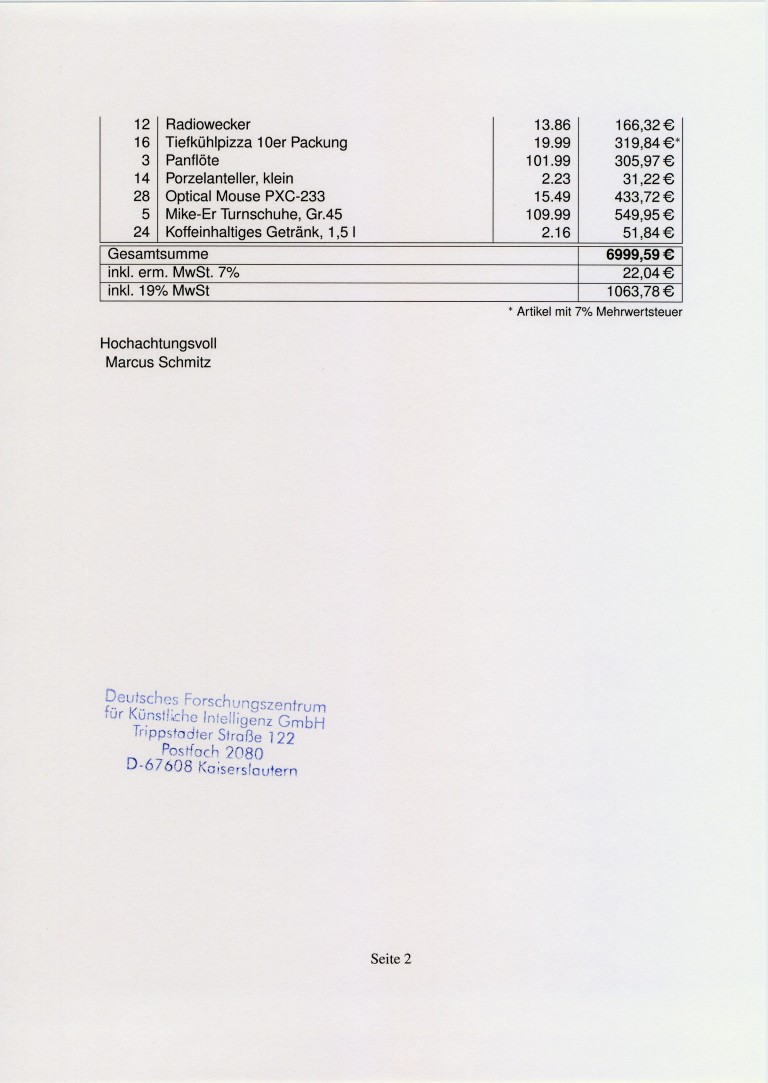 12 Radiowecker 13.86 166,32 €
16 Tiefkühlpizza 10er Packung 19.99 319,84 €*
3 Panflöte 101.99 305,97 €
14 Porzelanteller, klein 2.23 31,22 €
28 Optical Mouse PXC-233 15.49 433,72 €
5 Mike-Er Turnschuhe, Gr.45 109.99 549,95 €
24 Koffeinhaltiges Getränk, 1,5 l 2.16 51,84 €
Gesamtsumme 6999,59 €
inkl. erm. MwSt. 7% 22,04 €
inkl. 19% MwSt 1063,78 €
* Artikel mit 7% Mehrwertsteuer
Hochachtungsvoll
Marcus Schmitz
Deutsches Forschungszentrum
für Künstliche Intelligenz GmbH
Trippstadter Straße 122
Postfach 2080
D-67608 Kaiserslautern
Seite 2